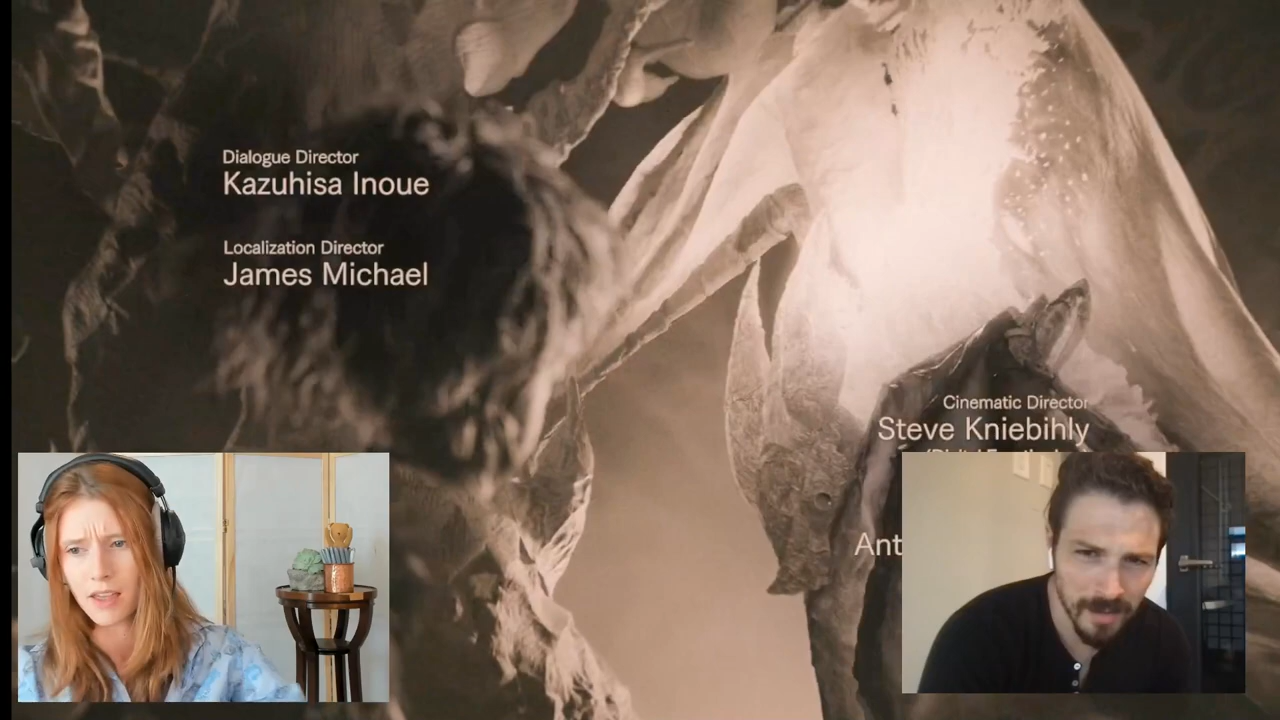 Dialogue Director
Kazuhisa Inoue
Localization Director
James Michael
Cinematic Director
Steve Kniebihly